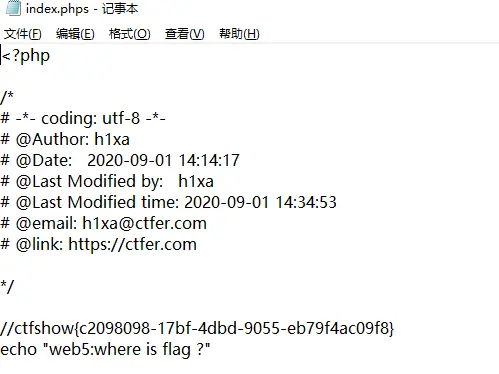 index.phps - 记事本
文件(F) 编辑(E) 格式(O) 查看(V) 帮助(H)
<?php
/*
# -*- coding: utf-8 -*-
# @Author: h1xa
# @Date:   2020-09-01 14:14:17
# @Last Modified by:   h1xa
# @Last Modified time: 2020-09-01 14:34:53
# @email: h1xa@ctfer.com
# @link: https://ctfer.com
*/
//ctfshow{c2098098-17bf-4dbd-9055-eb79f4ac09f8}
echo "web5:where is flag ?"